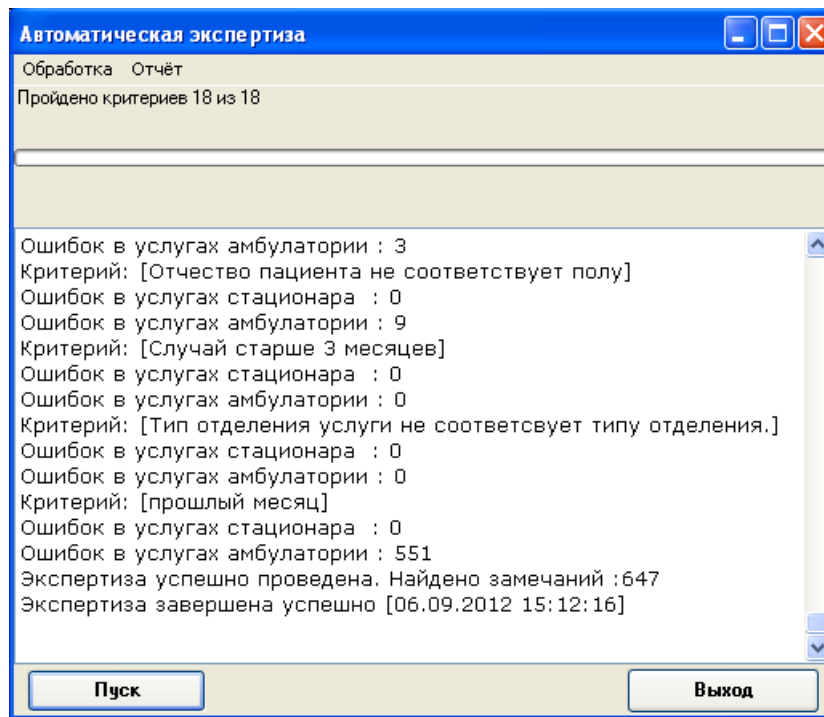 Автоматическая экспертиза
Обработка Отчёт
Пройдено критериев 18 из 18
Ошибок в услугах амбулатории : 3
Критерий: [Отчество пациента не соответствует полу]
Ошибок в услугах стационара : 0
Ошибок в услугах амбулатории : 9
Критерий: [Случай старше 3 месяцев]
Ошибок в услугах стационара : 0
Ошибок в услугах амбулатории : 0
Критерий: [Тип отделения услуги не соответсвует типу отделения.]
Ошибок в услугах стационара : 0
Ошибок в услугах амбулатории : 0
Критерий: [прошлый месяц]
Ошибок в услугах стационара : 0
Ошибок в услугах амбулатории : 551
Экспертиза успешно проведена. Найдено замечаний :647
Экспертиза завершена успешно [06.09.2012 15:12:16]
Пуск Выход